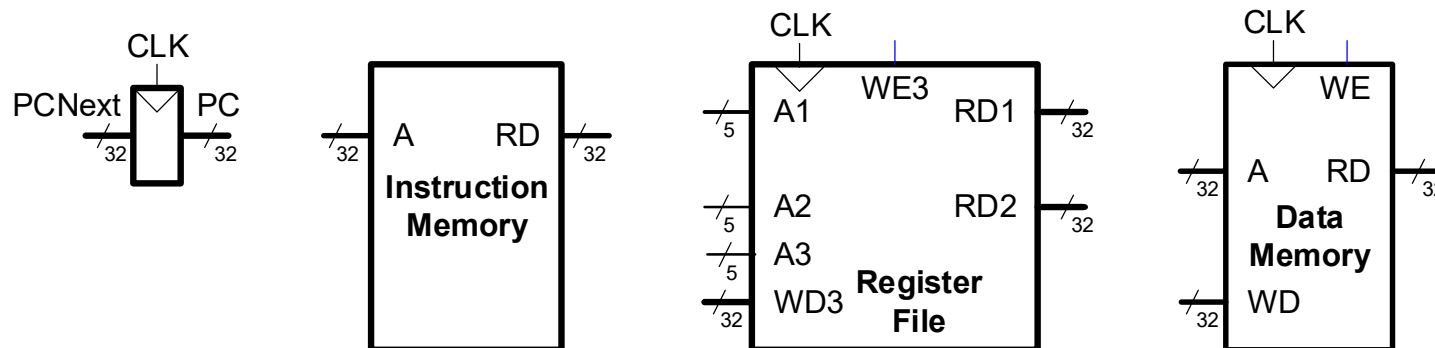 CLK
PCNext
PC
32
32
A
RD
32
32
Instruction
Memory
CLK
WE3
A1
RD1
5
32
A2
RD2
5
32
A3
5
WD3
32
Register
File
CLK
WE
A
RD
32
Data
Memory
WD
32